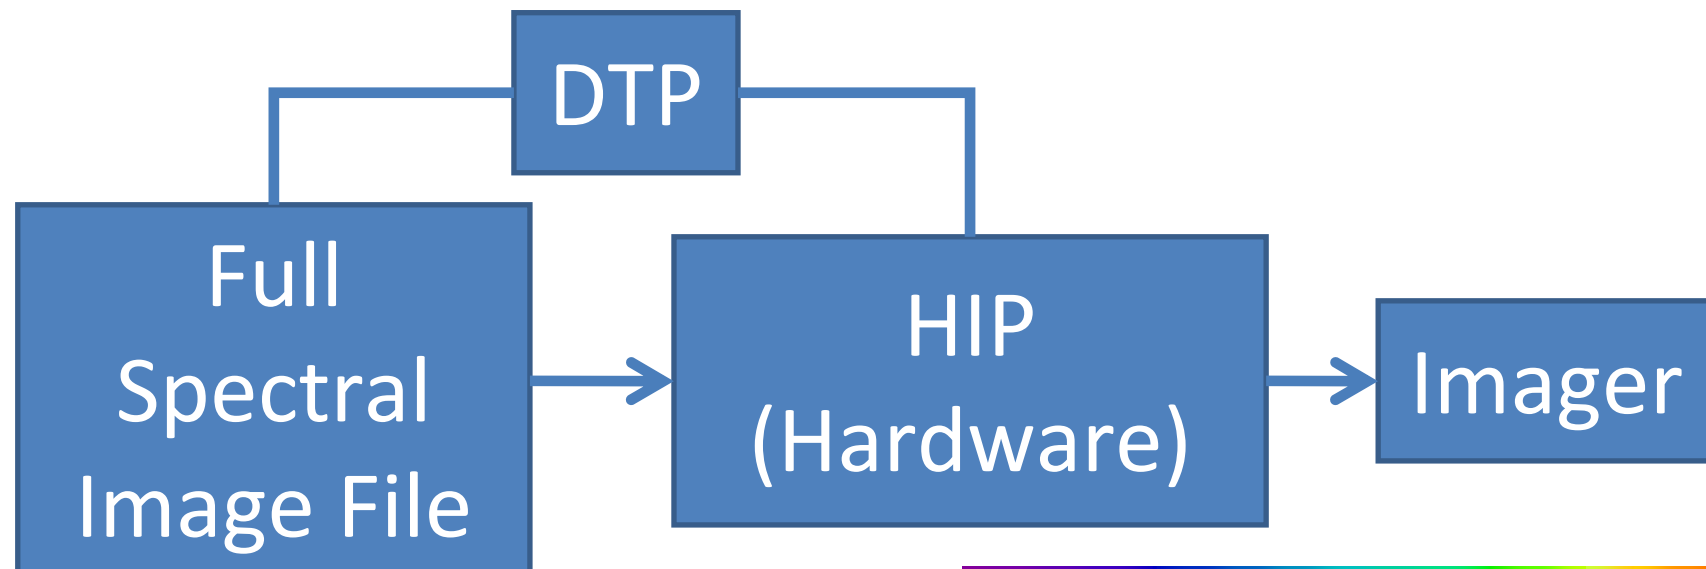 DTP
Full
Spectral
Image File
HIP
(Hardware)
Imager